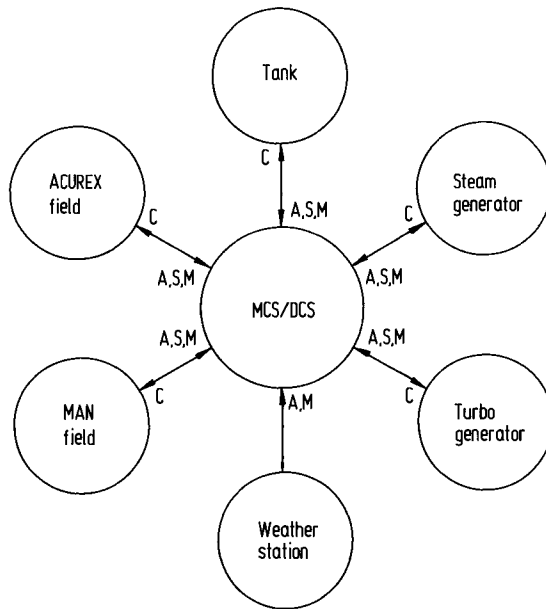 Tank
C
A,S,M
ACUREX
field
C
A,S,M
Steam
generator
C
A,S,M
MCS/DCS
MAN
field
C
A,S,M
Turbo
generator
C
A,S,M
A,M
Weather
station